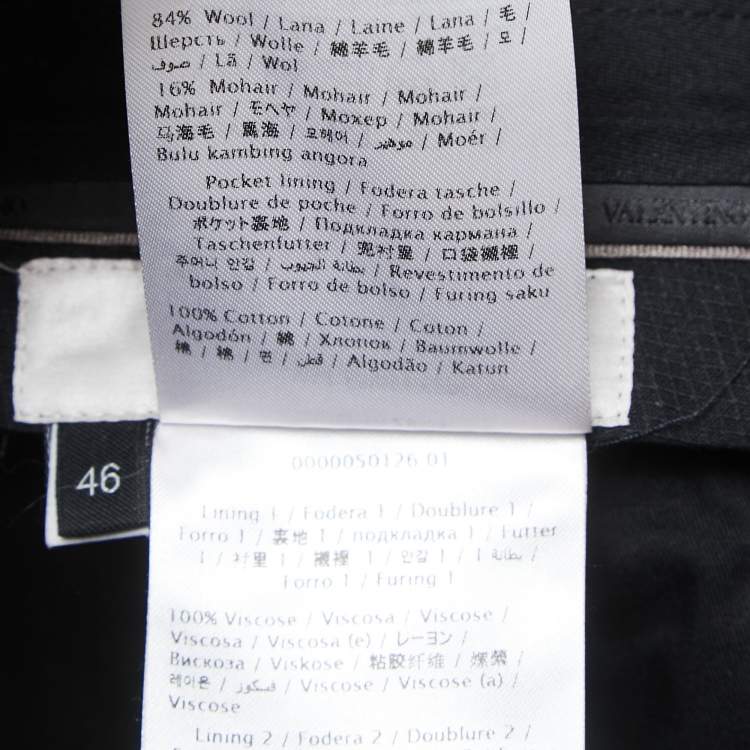 84% Wool / Lana / Laine / Lana / 毛 /
Шерсть / Wolle / 綿羊毛 / 綿羊毛 / 모 /
صوف / Lã / Wol
16% Mohair / Mohair / Mohair /
Mohair / モヘヤ / Мохер / Mohair /
马海毛 / 馬海 / 모헤어 / موهير / Moér /
Bulu kambing angora
Pocket lining / Fodera tasche /
Doublure de poche / Forro de bolsillo /
ポケット裏地 / Подкладка кармана /
Taschenfutter / 兜衬里 / 口袋襯裡 /
주머니 안감 / بطانة الجيوب / Revestimento de
bolso / Forro de bolso / Furing saku
100% Cotton / Cotone / Coton /
Algodón / 綿 / Хлопок / Baumwolle /
棉 / 棉 / 면 / قطن / Algodão / Katun
VALENTINO
46
0000050126 01
Lining 1 / Fodera 1 / Doublure 1 /
Forro 1 / 裏地 1 / подкладка 1 / Futter
1 / 衬里 1 / 襯裡 1 / 안감 1 / بطانة 1 /
Forro 1 / Furing 1
100% Viscose / Viscosa / Viscose /
Viscosa / Viscosa (e) / レーヨン /
Вискоза / Viskose / 粘胶纤维 / 嫘縈
/ 레이온 / فسكوز / Viscose / Viscose (a) /
Viscose
Lining 2 / Fodera 2 / Doublure 2 /